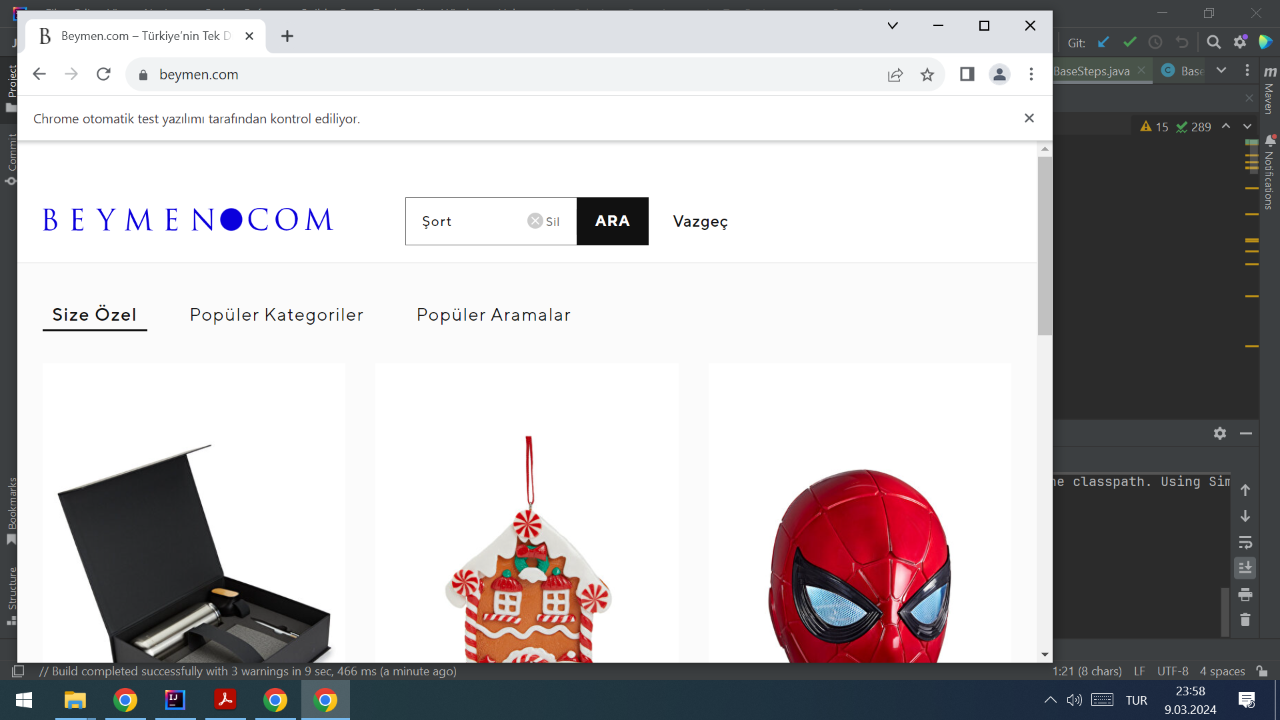 Beymen.com – Türkiye'nin Tek D
beymen.com
Chrome otomatik test yazılımı tarafından kontrol ediliyor.
BEYMEN COM
Şort
Sil
ARA
Vazgeç
Size Özel
Popüler Kategoriler
Popüler Aramalar
Project
Commit
Bookmarks
Structure
Git:
BaseSteps.java
Base
15
289
Maven
Notifications
e classpath. Using Sim
// Build completed successfully with 3 warnings in 9 sec, 466 ms (a minute ago)
1:21 (8 chars)
LF
UTF-8
4 spaces
TUR
23:58
9.03.2024